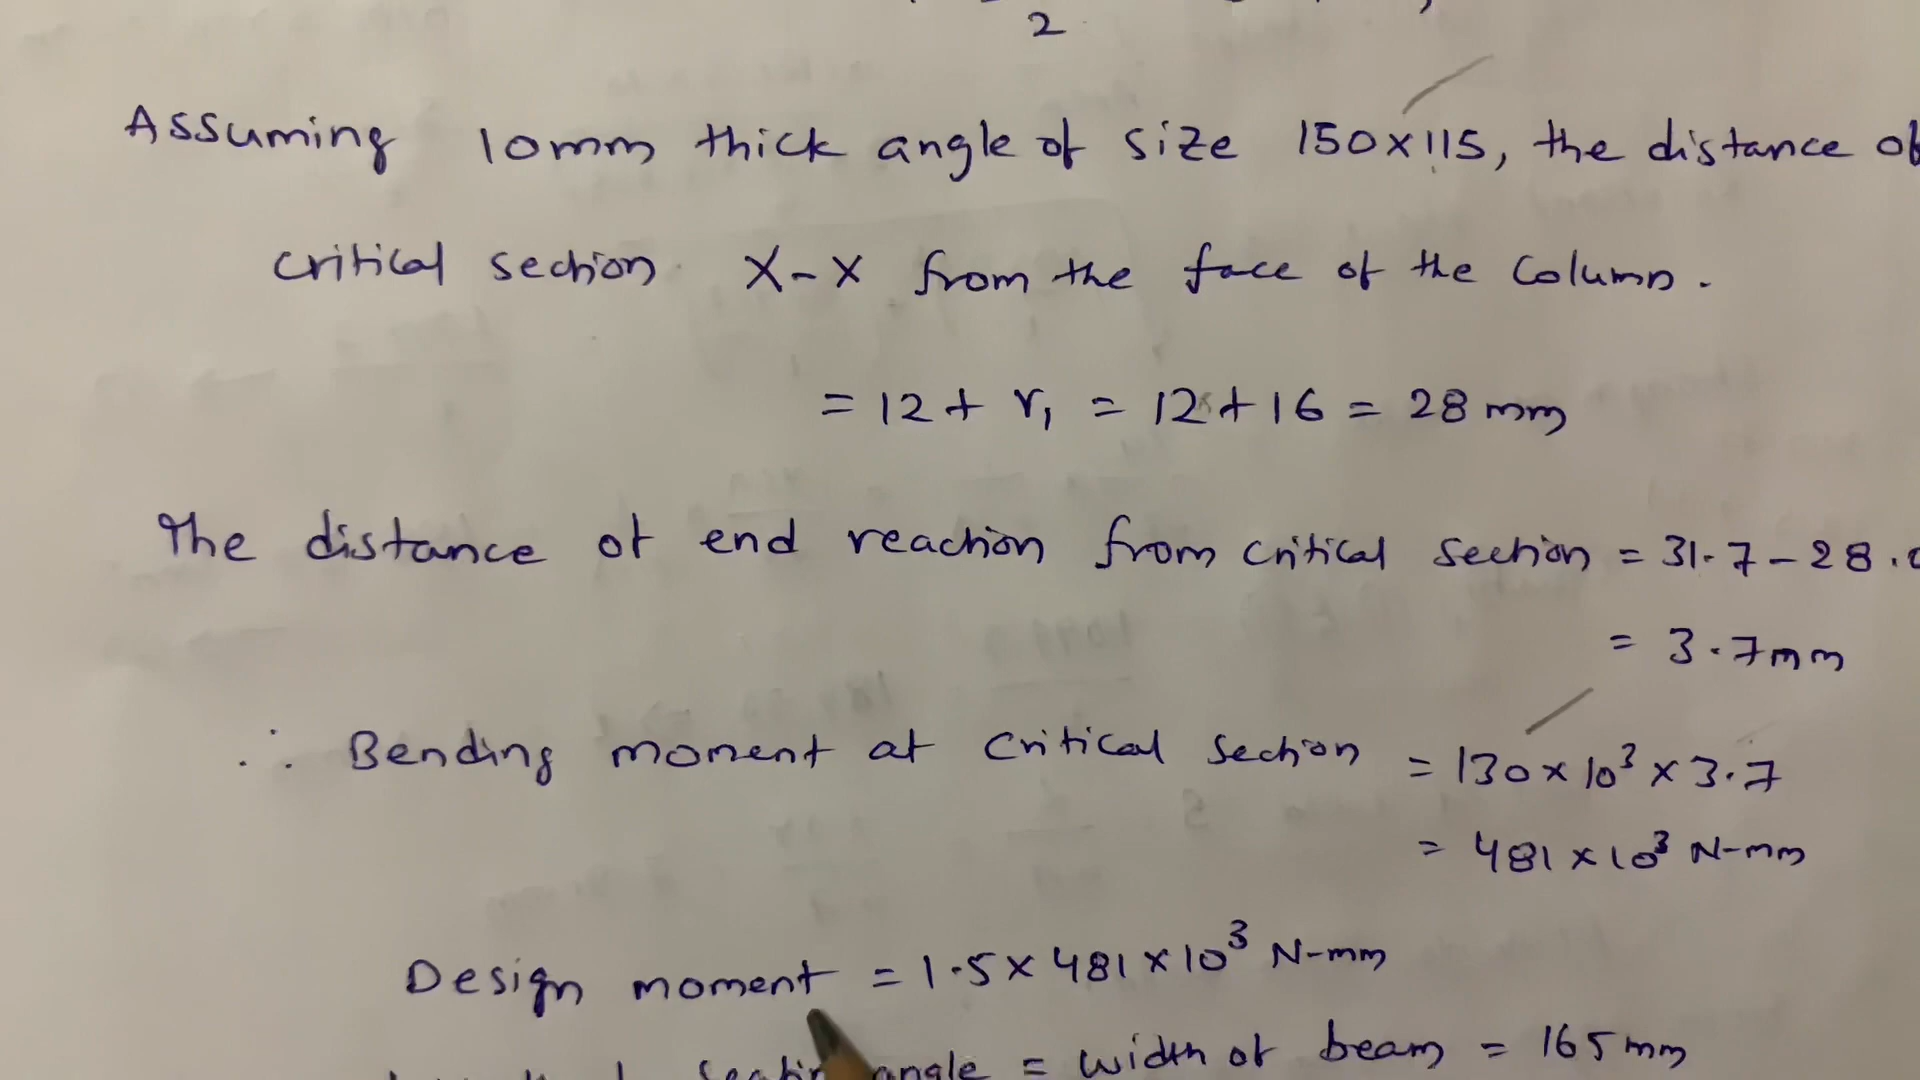 2
Assuming 10mm thick angle of size 150x115, the distance of
critical section X-X from the face of the column.
= 12 + r₁ = 12 + 16 = 28 mm
The distance of end reaction from critical section = 31.7 - 28.
= 3.7mm
∴ Bending moment at critical section = 130 x 10³ x 3.7
= 481 x 10³ N-mm
Design moment = 1.5 x 481 x 10³ N-mm
angle = width of beam = 165 mm